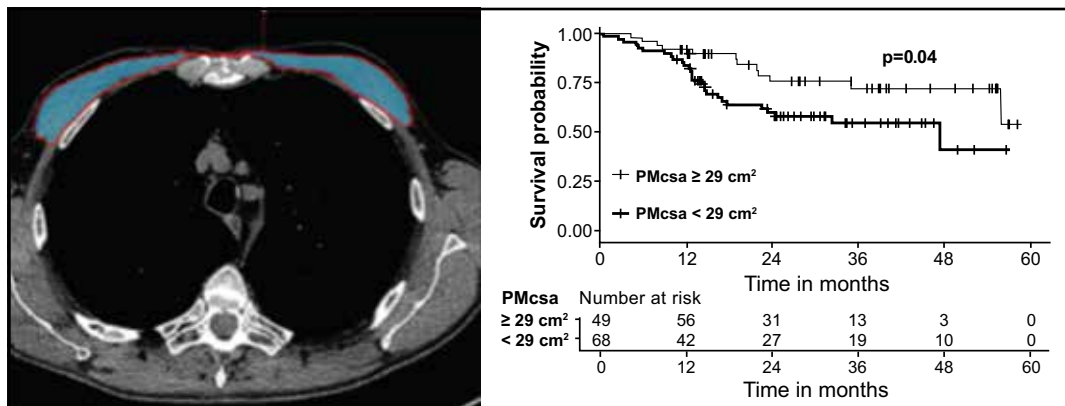 1.00
p=0.04
0.75
0.50
0.25
0.00
Survival probability
PMcsa ≥ 29 cm²
PMcsa < 29 cm²
0 12 24 36 48 60
Time in months
PMcsa Number at risk
≥ 29 cm² 49 56 31 13 3 0
< 29 cm² 68 42 27 19 10 0
0 12 24 36 48 60
Time in months